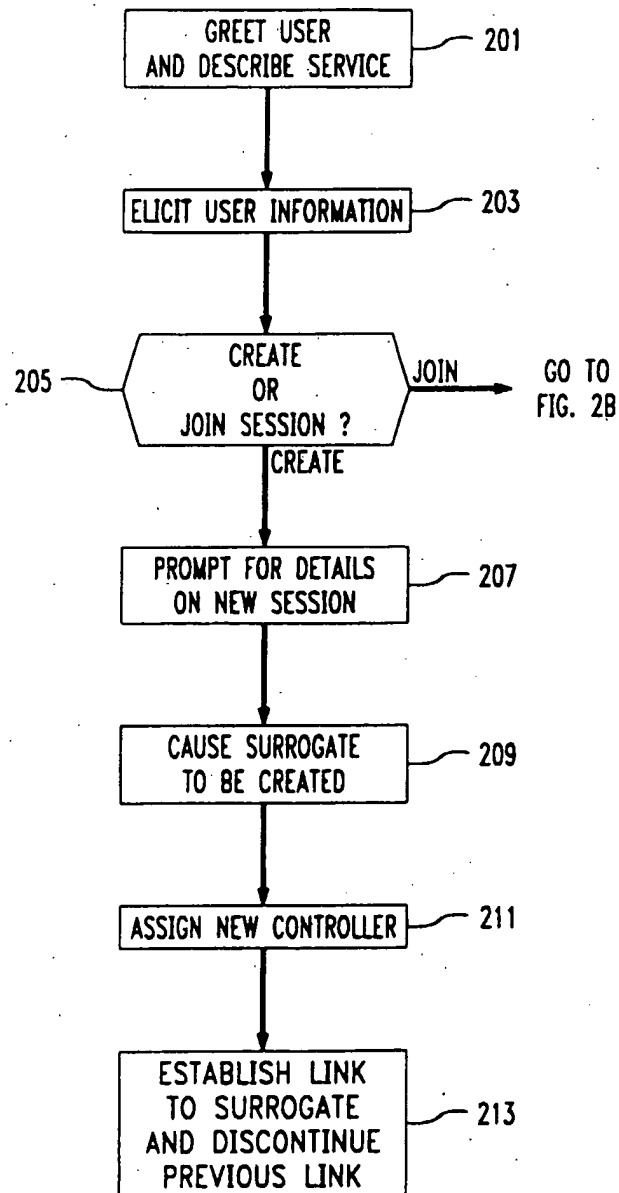 GREET USER
AND DESCRIBE SERVICE
201
ELICIT USER INFORMATION
203
205
CREATE
OR
JOIN SESSION ?
JOIN
GO TO
FIG. 2B
CREATE
PROMPT FOR DETAILS
ON NEW SESSION
207
CAUSE SURROGATE
TO BE CREATED
209
ASSIGN NEW CONTROLLER
211
ESTABLISH LINK
TO SURROGATE
AND DISCONTINUE
PREVIOUS LINK
213